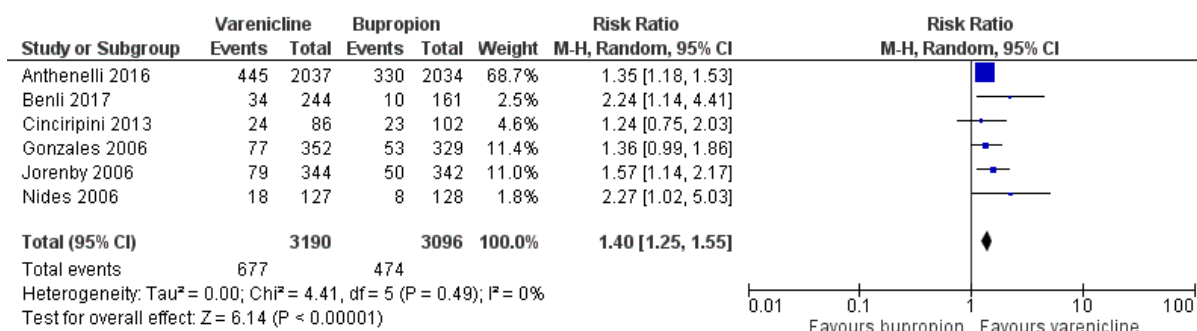 Varenicline Bupropion Risk Ratio Risk Ratio
Study or Subgroup Events Total Events Total Weight M-H, Random, 95% CI M-H, Random, 95% CI
Anthenelli 2016 445 2037 330 2034 68.7% 1.35 [1.18, 1.53]
Benli 2017 34 244 10 161 2.5% 2.24 [1.14, 4.41]
Cinciripini 2013 24 86 23 102 4.6% 1.24 [0.75, 2.03]
Gonzales 2006 77 352 53 329 11.4% 1.36 [0.99, 1.86]
Jorenby 2006 79 344 50 342 11.0% 1.57 [1.14, 2.17]
Nides 2006 18 127 8 128 1.8% 2.27 [1.02, 5.03]
Total (95% CI) 3190 3096 100.0% 1.40 [1.25, 1.55]
Total events 677 474
Heterogeneity: Tau² = 0.00; Chi² = 4.41, df = 5 (P = 0.49); I² = 0%
Test for overall effect: Z = 6.14 (P < 0.00001)
0.01 0.1 1 10 100
Favours bupropion Favours varenicline